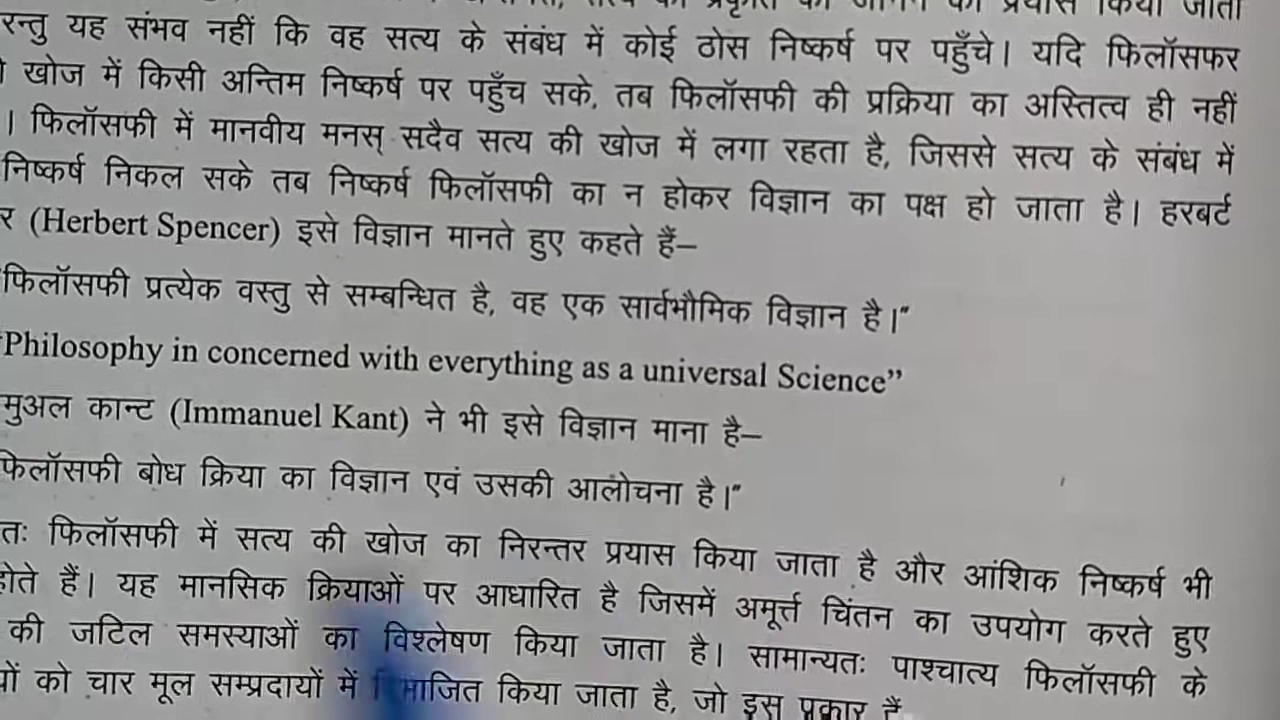 प्रयास किया जाता
रन्तु यह संभव नहीं कि वह सत्य के संबंध में कोई ठोस निष्कर्ष पर पहुँचे। यदि फिलॉसफर
खोज में किसी अन्तिम निष्कर्ष पर पहुँच सके, तब फिलॉसफी की प्रक्रिया का अस्तित्व ही नहीं
। फिलॉसफी में मानवीय मनस् सदैव सत्य की खोज में लगा रहता है, जिससे सत्य के संबंध में
निष्कर्ष निकल सके तब निष्कर्ष फिलॉसफी का न होकर विज्ञान का पक्ष हो जाता है। हरबर्ट
र (Herbert Spencer) इसे विज्ञान मानते हुए कहते हैं–
फिलॉसफी प्रत्येक वस्तु से सम्बन्धित है, वह एक सार्वभौमिक विज्ञान है।"
“Philosophy in concerned with everything as a universal Science”
मुअल कान्ट (Immanuel Kant) ने भी इसे विज्ञान माना है–
फिलॉसफी बोध क्रिया का विज्ञान एवं उसकी आलोचना है।"
तः फिलॉसफी में सत्य की खोज का निरन्तर प्रयास किया जाता है और आंशिक निष्कर्ष भी
होते हैं। यह मानसिक क्रियाओं पर आधारित है जिसमें अमूर्त्त चिंतन का उपयोग करते हुए
की जटिल समस्याओं का विश्लेषण किया जाता है। सामान्यतः पाश्चात्य फिलॉसफी के
को चार मूल सम्प्रदायों में किया जाता है, जो इस प्रकार हैं